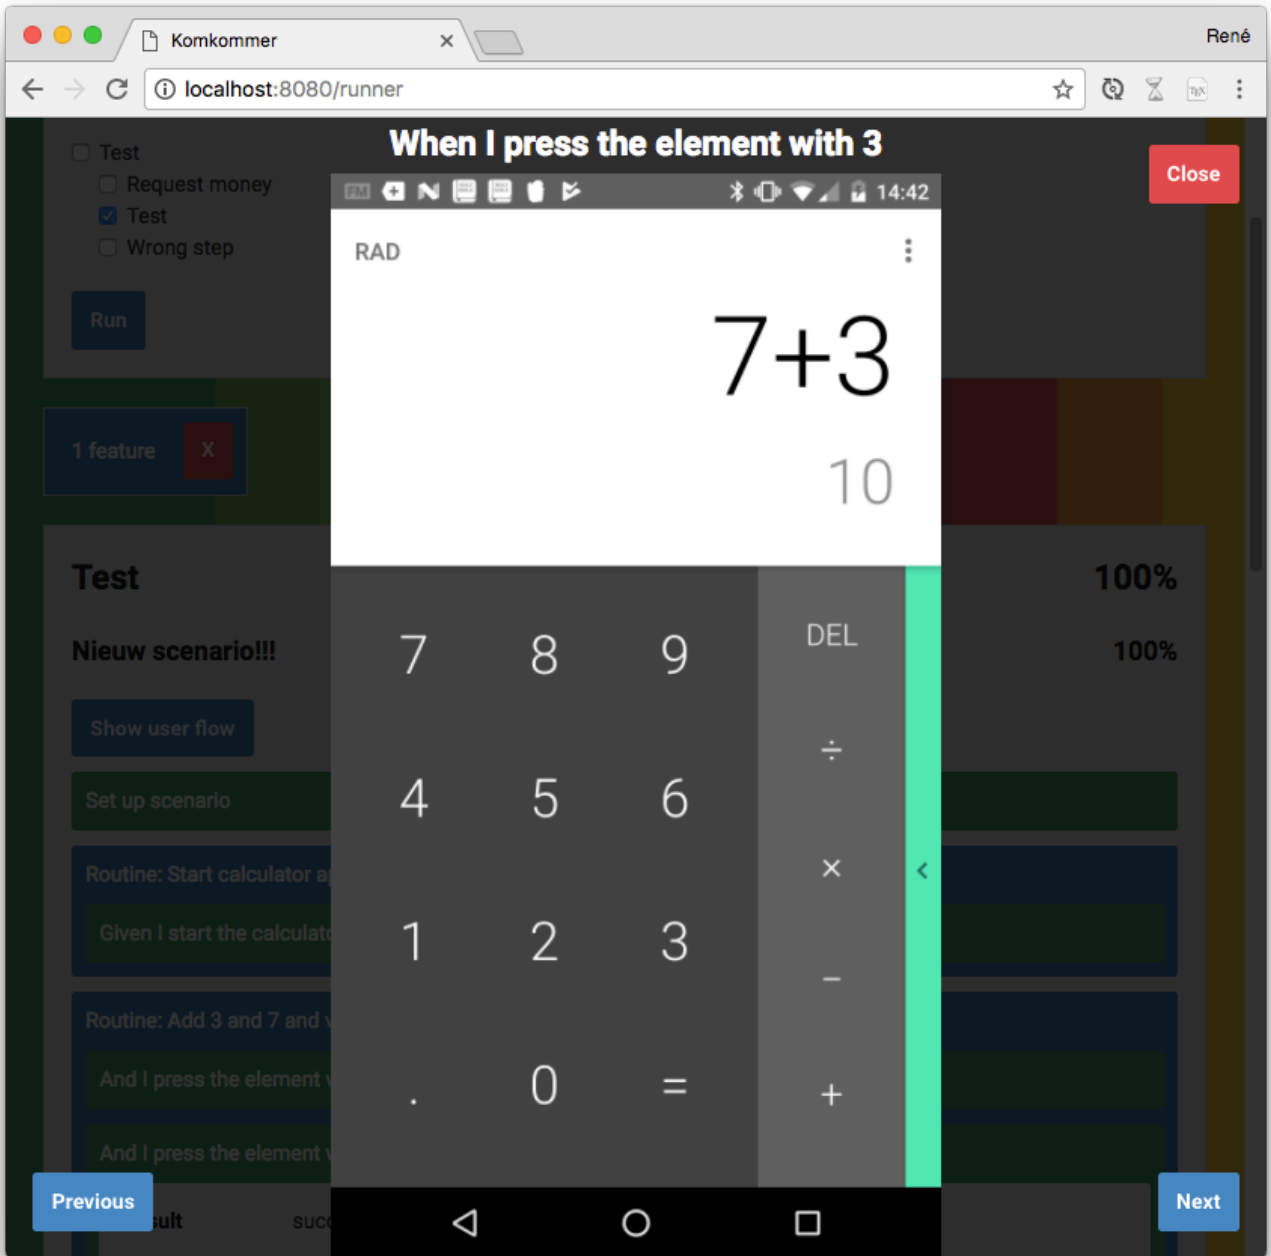 Komkommer
René
localhost:8080/runner
When I press the element with 3
Close
Test
Request money
Test
Wrong step
Run
14:42
RAD
7+3
10
1 feature X
Test 100%
Nieuw scenario!!! 100%
Show user flow
Set up scenario
Routine: Start calculator
Given I start the
Routine: Add 3 and 7 and
And I press the element
And I press the element
7 8 9 DEL
÷
4 5 6
×
1 2 3
−
. 0 =
+
Previous
Next